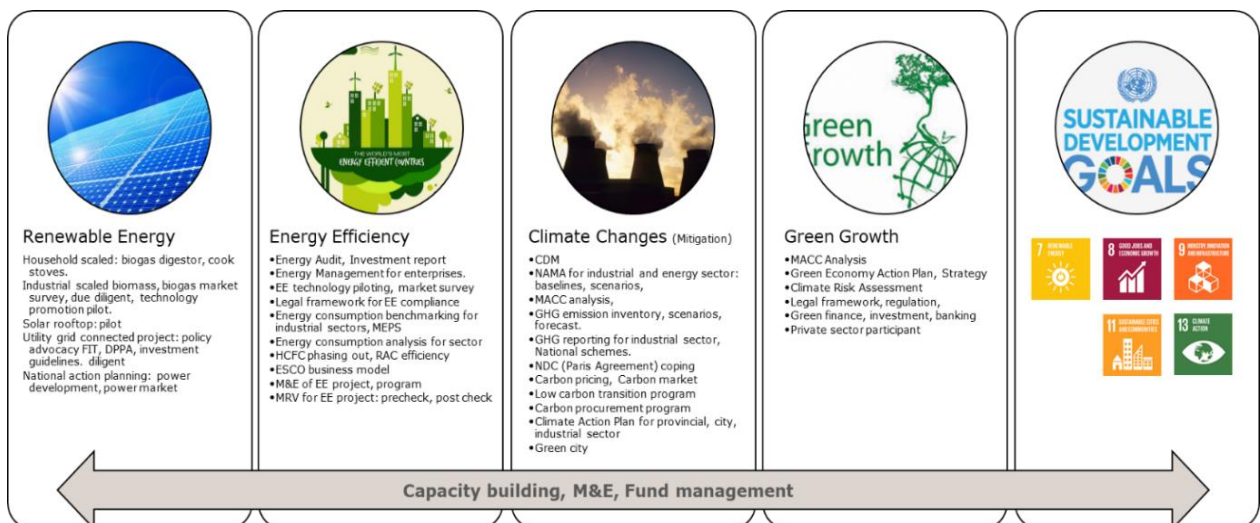 Renewable Energy
Household scaled: biogas digestor, cook
stoves.
Industrial scaled biomass, biogas market
survey, due diligent, technology
promotion pilot.
Solar rooftop: pilot
Utility grid connected project: policy
advocacy FIT, DPPA, investment
guidelines. diligent
National action planning: power
development, power market
THE WORLD'S MOST
ENERGY EFFICIENT COUNTRIES
Energy Efficiency
•Energy Audit, Investment report
•Energy Management for enterprises.
•EE technology piloting, market survey
•Legal framework for EE compliance
•Energy consumption benchmarking for
industrial sectors, MEPS
•Energy consumption analysis for sector
•HCFC phasing out, RAC efficiency
•ESCO business model
•M&E of EE project, program
•MRV for EE project: precheck, post check
Climate Changes (Mitigation)
•CDM
•NAMA for industrial and energy sector:
baselines, scenarios,
•MACC analysis,
•GHG emission inventory, scenarios,
forecast.
•GHG reporting for industrial sector,
National schemes.
•NDC (Paris Agreement) coping
•Carbon pricing, Carbon market
•Low carbon transition program
•Carbon procurement program
•Climate Action Plan for provincial, city,
industrial sector
•Green city
Green
Growth
Green Growth
•MACC Analysis
•Green Economy Action Plan, Strategy
•Climate Risk Assessment
•Legal framework, regulation,
•Green finance, investment, banking
•Private sector participant
SUSTAINABLE
DEVELOPMENT
GOALS
7 RENEWABLE
ENERGY
8 GOOD JOBS AND
ECONOMIC GROWTH
9 INDUSTRY, INNOVATION
AND INFRASTRUCTURE
11 SUSTAINABLE CITIES
AND COMMUNITIES
13 CLIMATE
ACTION
Capacity building, M&E, Fund management